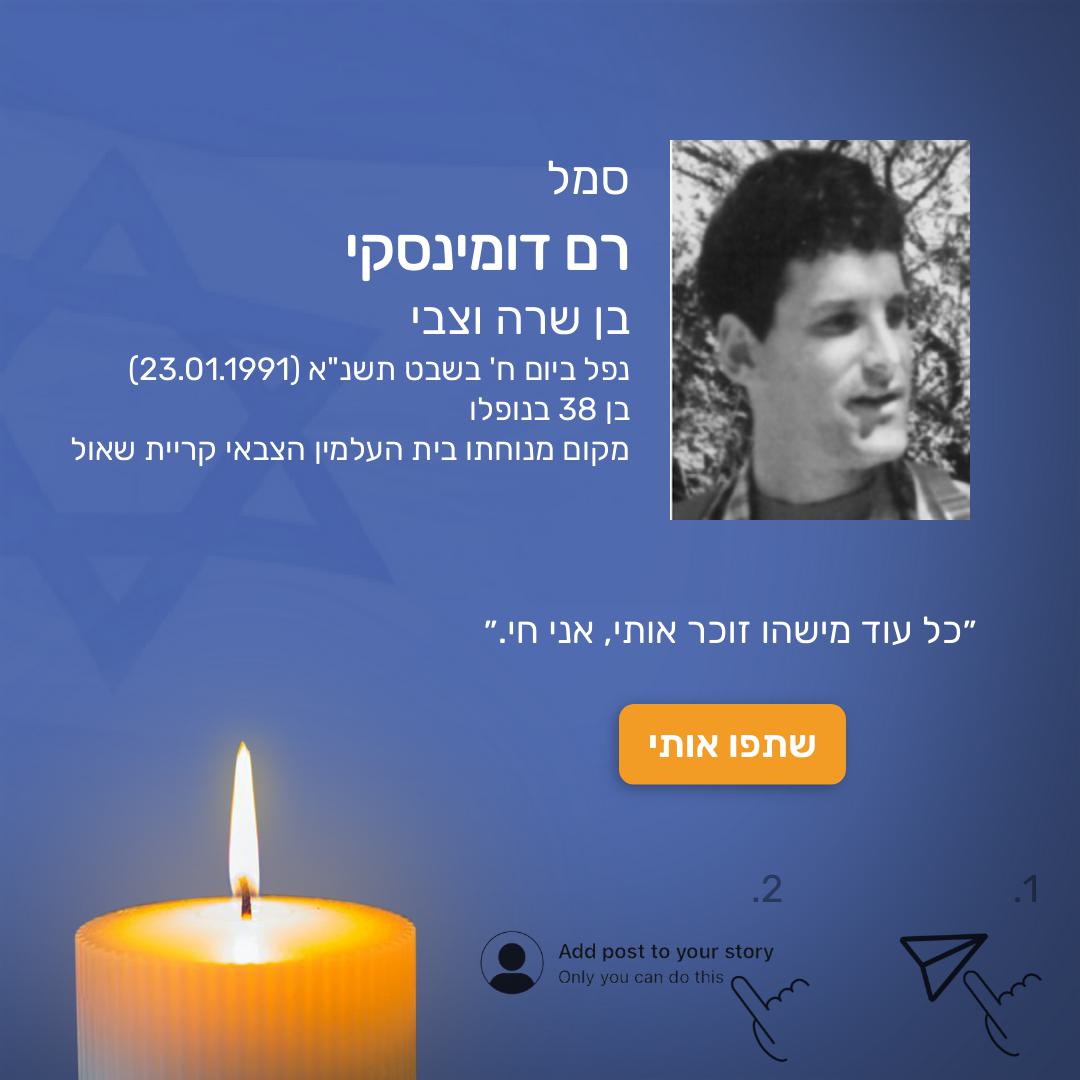 סמל
רם דומינסקי
בן שרה וצבי
נפל ביום ח' בשבט תשנ"א (23.01.1991)
בן 38 בנופלו
מקום מנוחתו בית העלמין הצבאי קריית שאול
״כל עוד מישהו זוכר אותי, אני חי.״
שתפו אותי
1.
2.
Add post to your story
Only you can do this